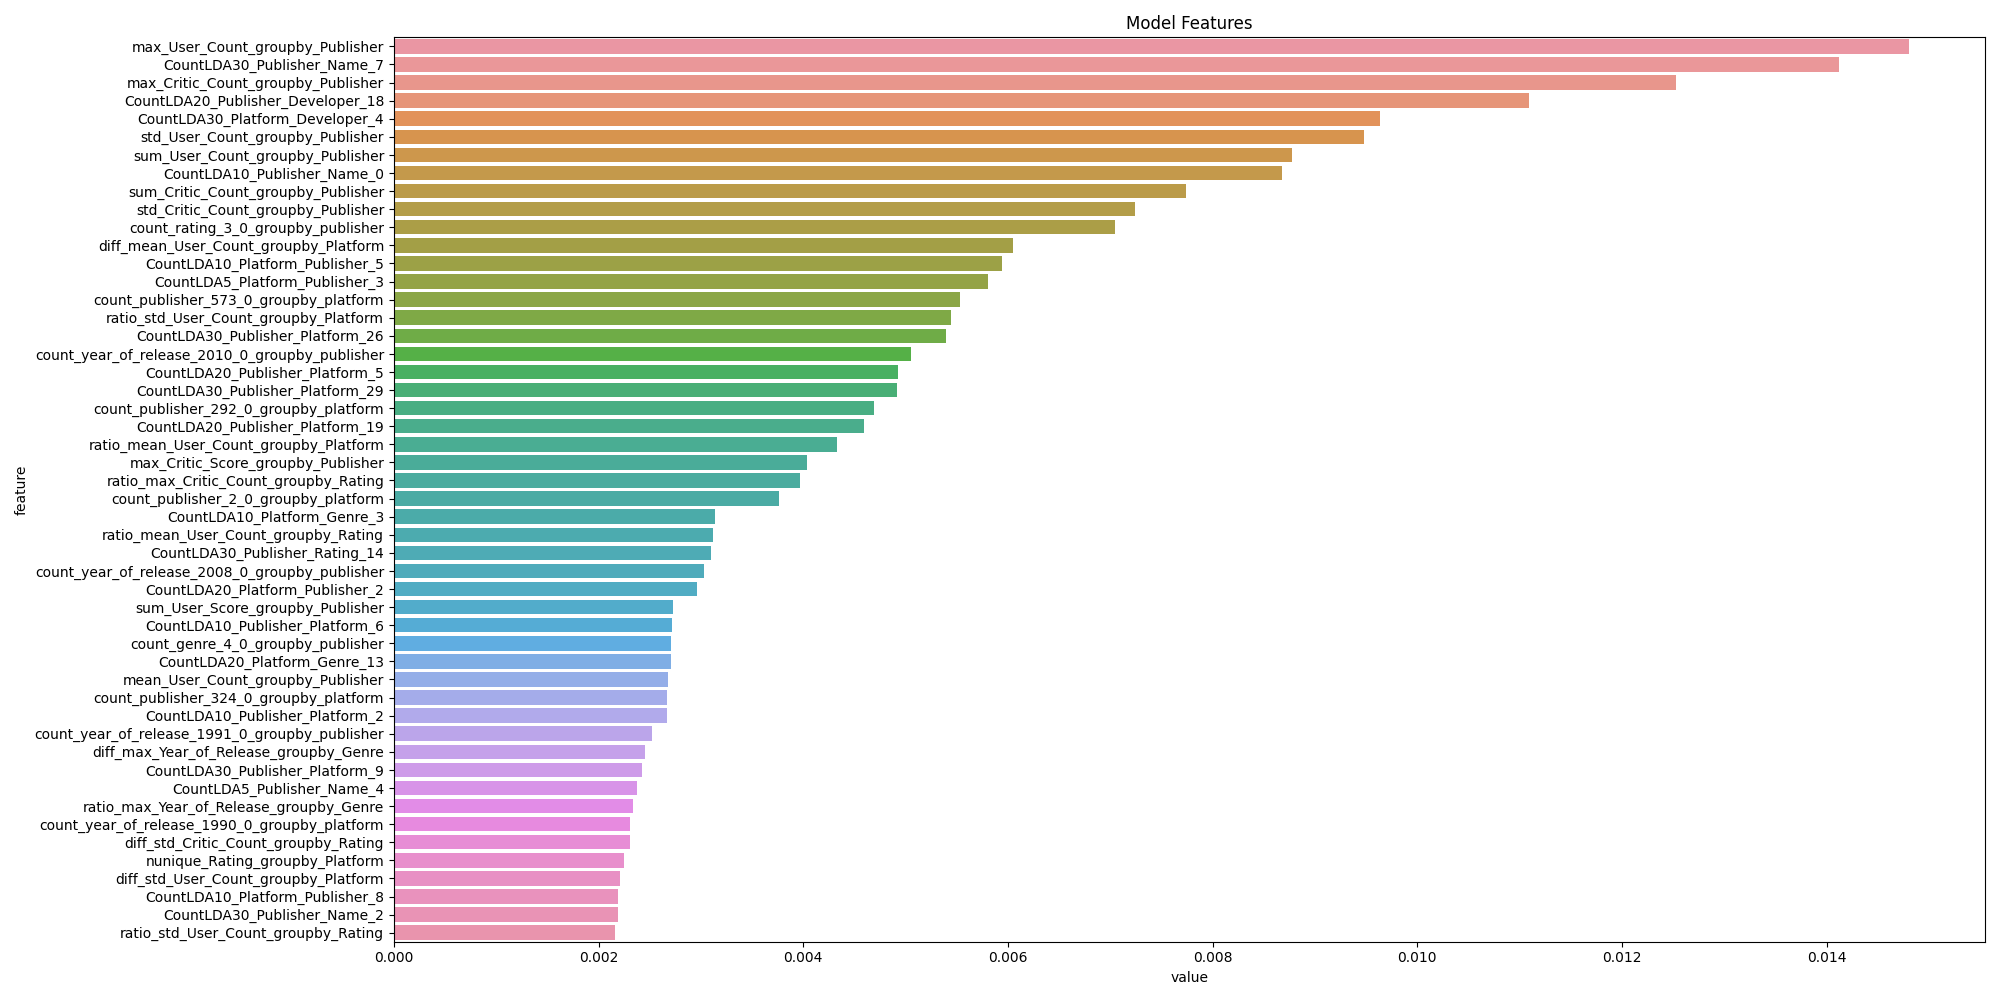 Model Features
max_User_Count_groupby_Publisher
CountLDA30_Publisher_Name_7
max_Critic_Count_groupby_Publisher
CountLDA20_Publisher_Developer_18
CountLDA30_Platform_Developer_4
std_User_Count_groupby_Publisher
sum_User_Count_groupby_Publisher
CountLDA10_Publisher_Name_0
sum_Critic_Count_groupby_Publisher
std_Critic_Count_groupby_Publisher
count_rating_3_0_groupby_publisher
diff_mean_User_Count_groupby_Platform
CountLDA10_Platform_Publisher_5
CountLDA5_Platform_Publisher_3
count_publisher_573_0_groupby_platform
ratio_std_User_Count_groupby_Platform
CountLDA30_Publisher_Platform_26
count_year_of_release_2010_0_groupby_publisher
CountLDA20_Publisher_Platform_5
CountLDA30_Publisher_Platform_29
count_publisher_292_0_groupby_platform
CountLDA20_Publisher_Platform_19
ratio_mean_User_Count_groupby_Platform
max_Critic_Score_groupby_Publisher
ratio_max_Critic_Count_groupby_Rating
count_publisher_2_0_groupby_platform
CountLDA10_Platform_Genre_3
ratio_mean_User_Count_groupby_Rating
CountLDA30_Publisher_Rating_14
count_year_of_release_2008_0_groupby_publisher
CountLDA20_Platform_Publisher_2
sum_User_Score_groupby_Publisher
CountLDA10_Publisher_Platform_6
count_genre_4_0_groupby_publisher
CountLDA20_Platform_Genre_13
mean_User_Count_groupby_Publisher
count_publisher_324_0_groupby_platform
CountLDA10_Publisher_Platform_2
count_year_of_release_1991_0_groupby_publisher
diff_max_Year_of_Release_groupby_Genre
CountLDA30_Publisher_Platform_9
CountLDA5_Publisher_Name_4
ratio_max_Year_of_Release_groupby_Genre
count_year_of_release_1990_0_groupby_platform
diff_std_Critic_Count_groupby_Rating
nunique_Rating_groupby_Platform
diff_std_User_Count_groupby_Platform
CountLDA10_Platform_Publisher_8
CountLDA30_Publisher_Name_2
ratio_std_User_Count_groupby_Rating
feature
0.000 0.002 0.004 0.006 0.008 0.010 0.012 0.014
value